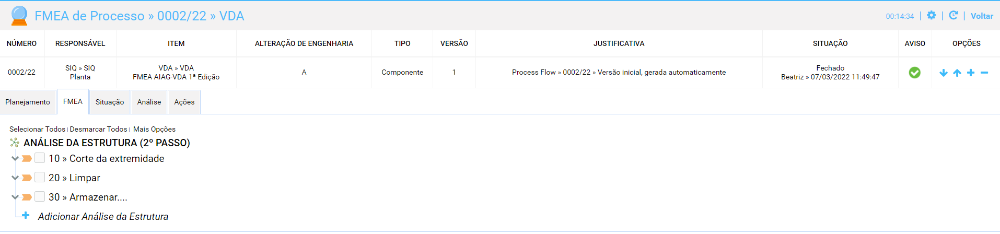 FMEA de Processo » 0002/22 » VDA
00:14:34 | | | Voltar
NÚMERO RESPONSÁVEL ITEM ALTERAÇÃO DE ENGENHARIA TIPO VERSÃO JUSTIFICATIVA SITUAÇÃO AVISO OPÇÕES
0002/22
SIQ » SIQ
Planta
VDA » VDA
FMEA AIAG-VDA 1ª Edição
A
Componente
1
Process Flow » 0002/22 » Versão inicial, gerada automaticamente
Fechado
Beatriz » 07/03/2022 11:49:47
Planejamento FMEA Situação Análise Ações
Selecionar Todos | Desmarcar Todos | Mais Opções
ANÁLISE DA ESTRUTURA (2º PASSO)
10 » Corte da extremidade
20 » Limpar
30 » Armazenar....
Adicionar Análise da Estrutura